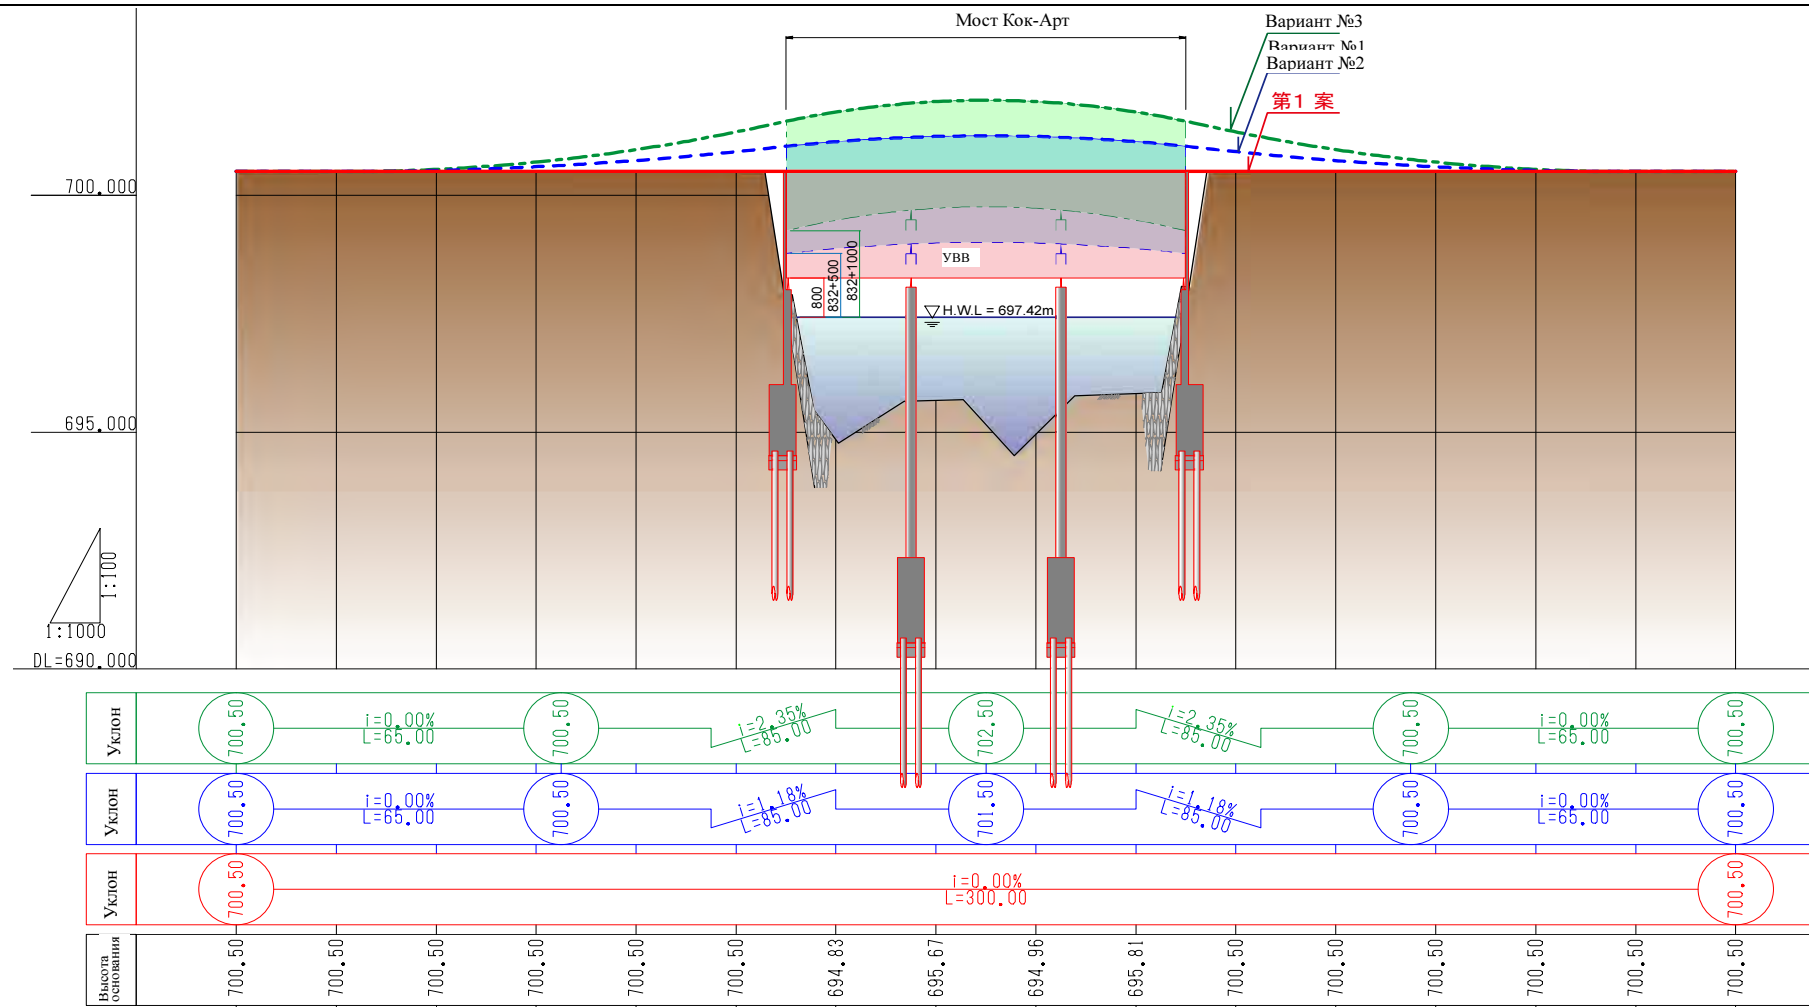 Мост Кок-Арт
Вариант №3
Вариант №1
Вариант №2
第1 案
700.000
695.000
DL=690.000
1:100
1:1000
800
832+500
832+1000
УВВ
H.W.L = 697.42m
Уклон
700.50
i=0.00%
L=65.00
700.50
i=2.35%
L=85.00
702.50
i=2.35%
L=85.00
700.50
i=0.00%
L=65.00
700.50
Уклон
700.50
i=0.00%
L=65.00
700.50
i=1.18%
L=85.00
701.50
i=1.18%
L=85.00
700.50
i=0.00%
L=65.00
700.50
Уклон
700.50
i=0.00%
L=300.00
700.50
Высота
основания
700.50
700.50
700.50
700.50
700.50
700.50
694.83
695.67
694.96
695.81
700.50
700.50
700.50
700.50
700.50
700.50